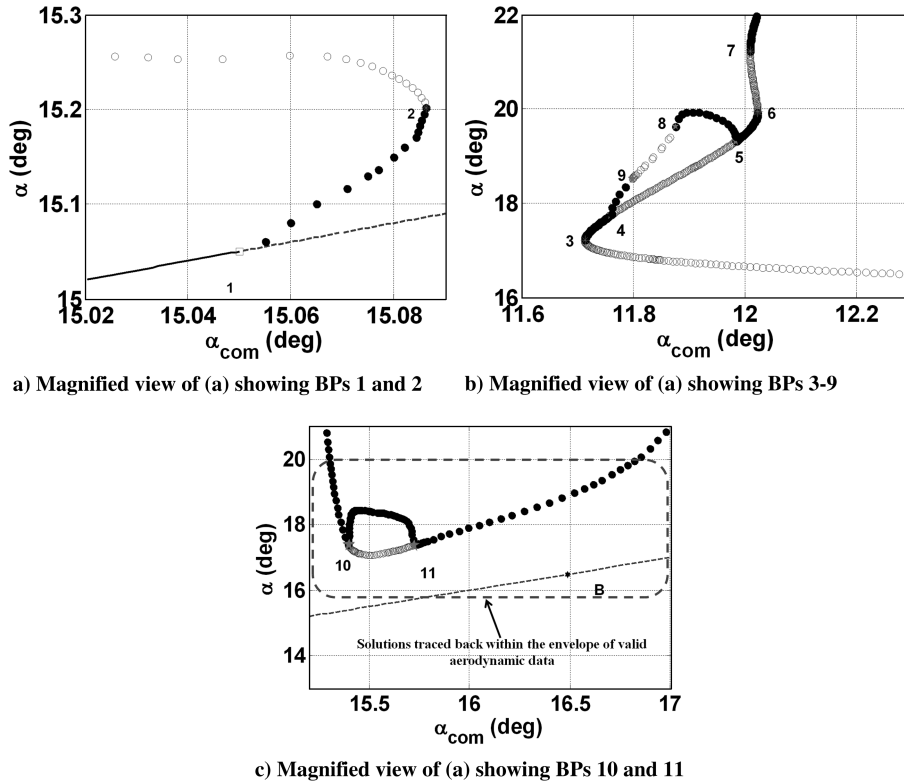 15.3
15.2
15.1
15
15.02
15.04
15.06
15.08
α (deg)
αcom (deg)
1
2
a) Magnified view of (a) showing BPs 1 and 2
22
20
18
16
11.6
11.8
12
12.2
α (deg)
αcom (deg)
3
4
5
6
7
8
9
b) Magnified view of (a) showing BPs 3-9
20
18
16
14
15.5
16
16.5
17
α (deg)
αcom (deg)
10
11
B
Solutions traced back within the envelope of valid
aerodynamic data
c) Magnified view of (a) showing BPs 10 and 11